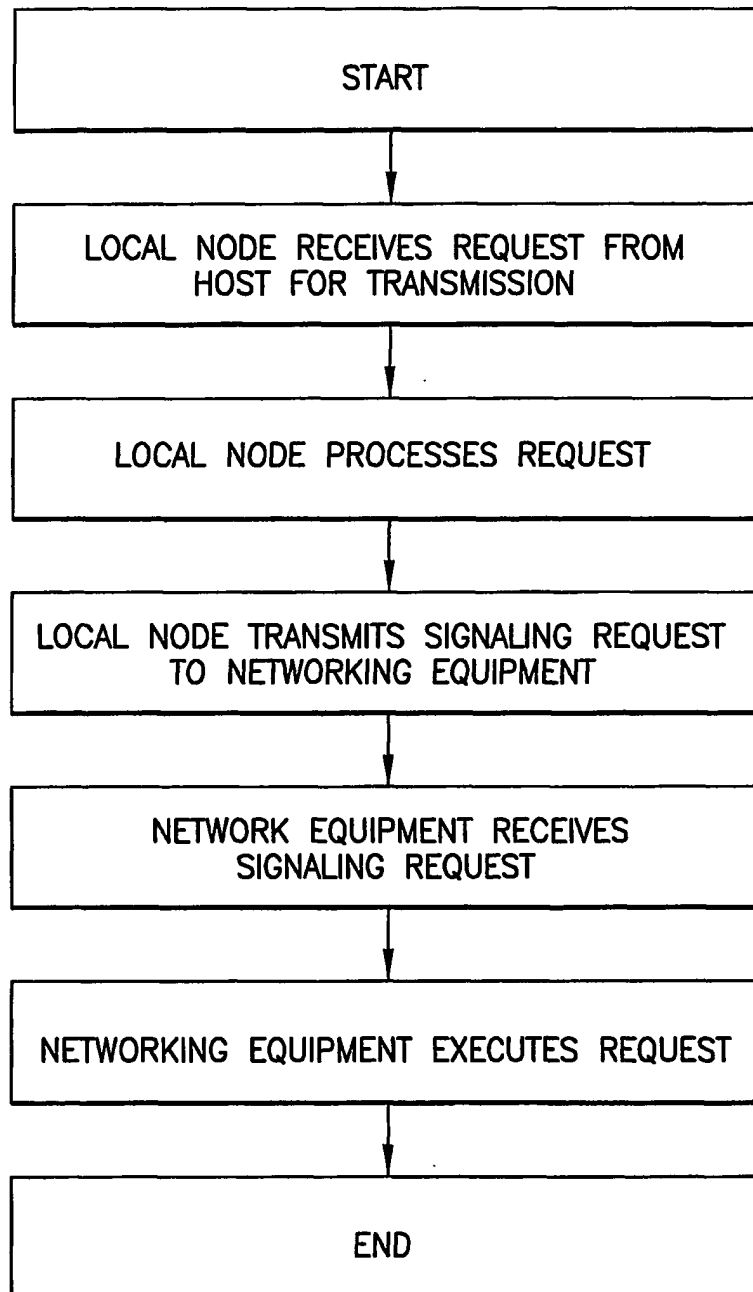 START
LOCAL NODE RECEIVES REQUEST FROM
HOST FOR TRANSMISSION
LOCAL NODE PROCESSES REQUEST
LOCAL NODE TRANSMITS SIGNALING REQUEST
TO NETWORKING EQUIPMENT
NETWORK EQUIPMENT RECEIVES
SIGNALING REQUEST
NETWORKING EQUIPMENT EXECUTES REQUEST
END